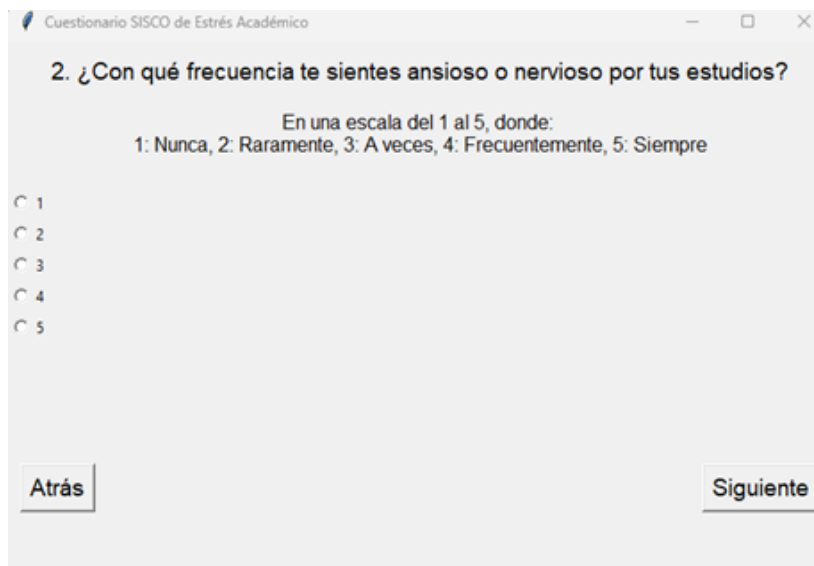 Cuestionario SISCO de Estrés Académico
2. ¿Con qué frecuencia te sientes ansioso o nervioso por tus estudios?
En una escala del 1 al 5, donde:
1: Nunca, 2: Raramente, 3: A veces, 4: Frecuentemente, 5: Siempre
1
2
3
4
5
Atrás
Siguiente